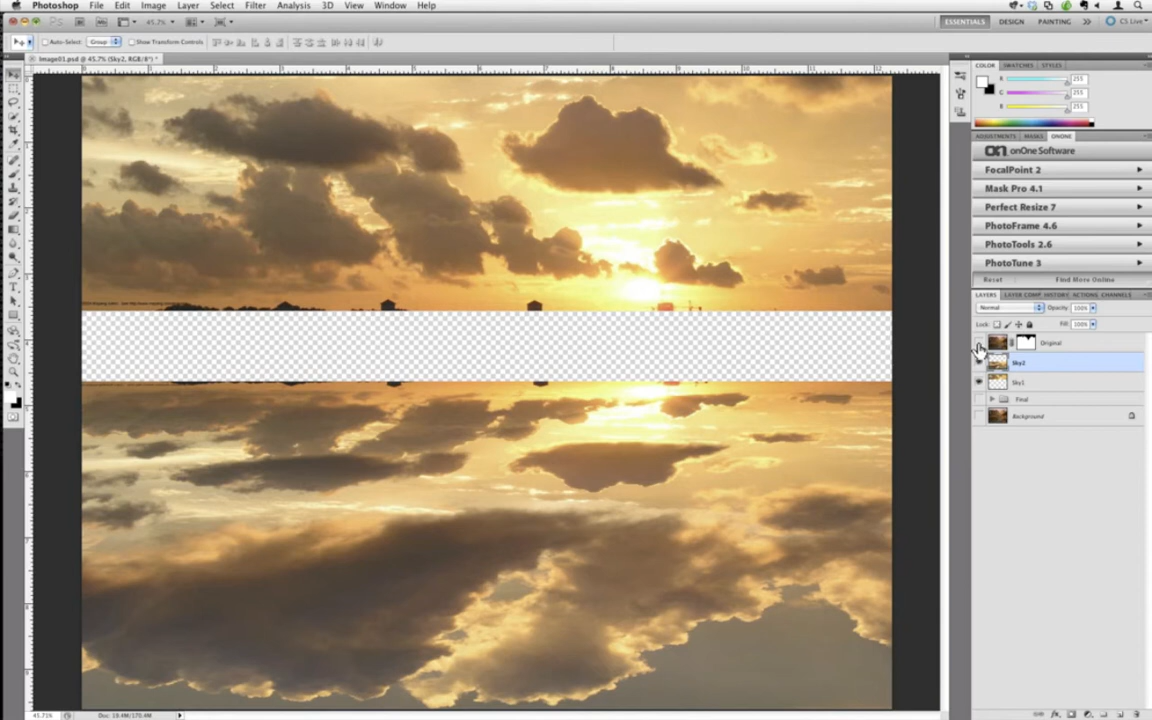 Photoshop File Edit Image Layer Select Filter Analysis 3D View Window Help
45.7% ESSENTIALS DESIGN PAINTING CS Live
Auto-Select: Group Show Transform Controls
Image01.psd @ 45.7% (Sky2, RGB/8*) *
COLOR SWATCHES STYLES
R 255
G 255
B 255
ADJUSTMENTS MASKS ONONE
on onOne Software
FocalPoint 2
Mask Pro 4.1
Perfect Resize 7
PhotoFrame 4.6
PhotoTools 2.6
PhotoTune 3
Reset Find More Online
LAYERS LAYER COMP HISTORY ACTIONS CHANNELS
Normal Opacity: 100%
Lock: Fill: 100%
Original
Sky2
Sky1
Final
Background
45.71% Doc: 19.4M/170.4M